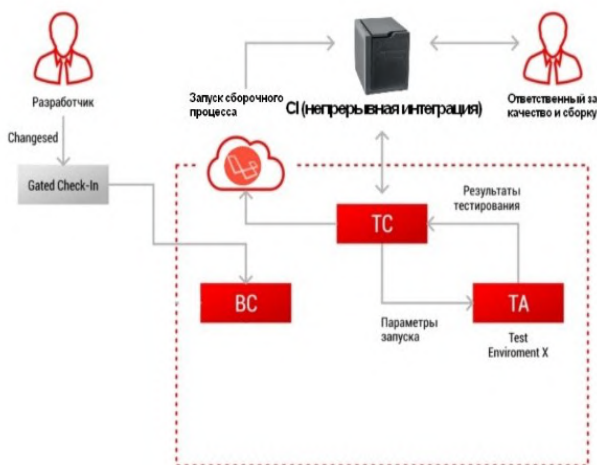 Разработчик
Changesed
Gated Check-In
Запуск сборочного
процесса
CI (непрерывная интеграция)
Ответственный за
качество и сборку
Результаты
тестирования
TC
BC
TA
Параметры
запуска
Test
Enviroment X